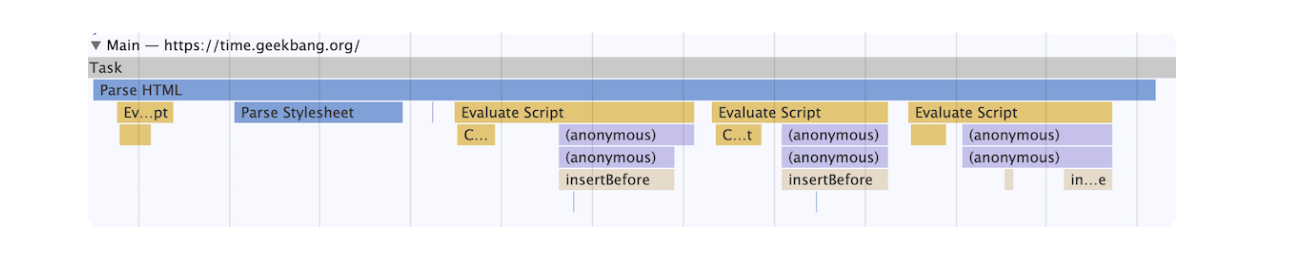 ▼ Main — https://time.geekbang.org/
Task
Parse HTML
Ev...pt Parse Stylesheet Evaluate Script Evaluate Script Evaluate Script
C... (anonymous) C...t (anonymous) (anonymous)
(anonymous) (anonymous) (anonymous)
insertBefore insertBefore in...e